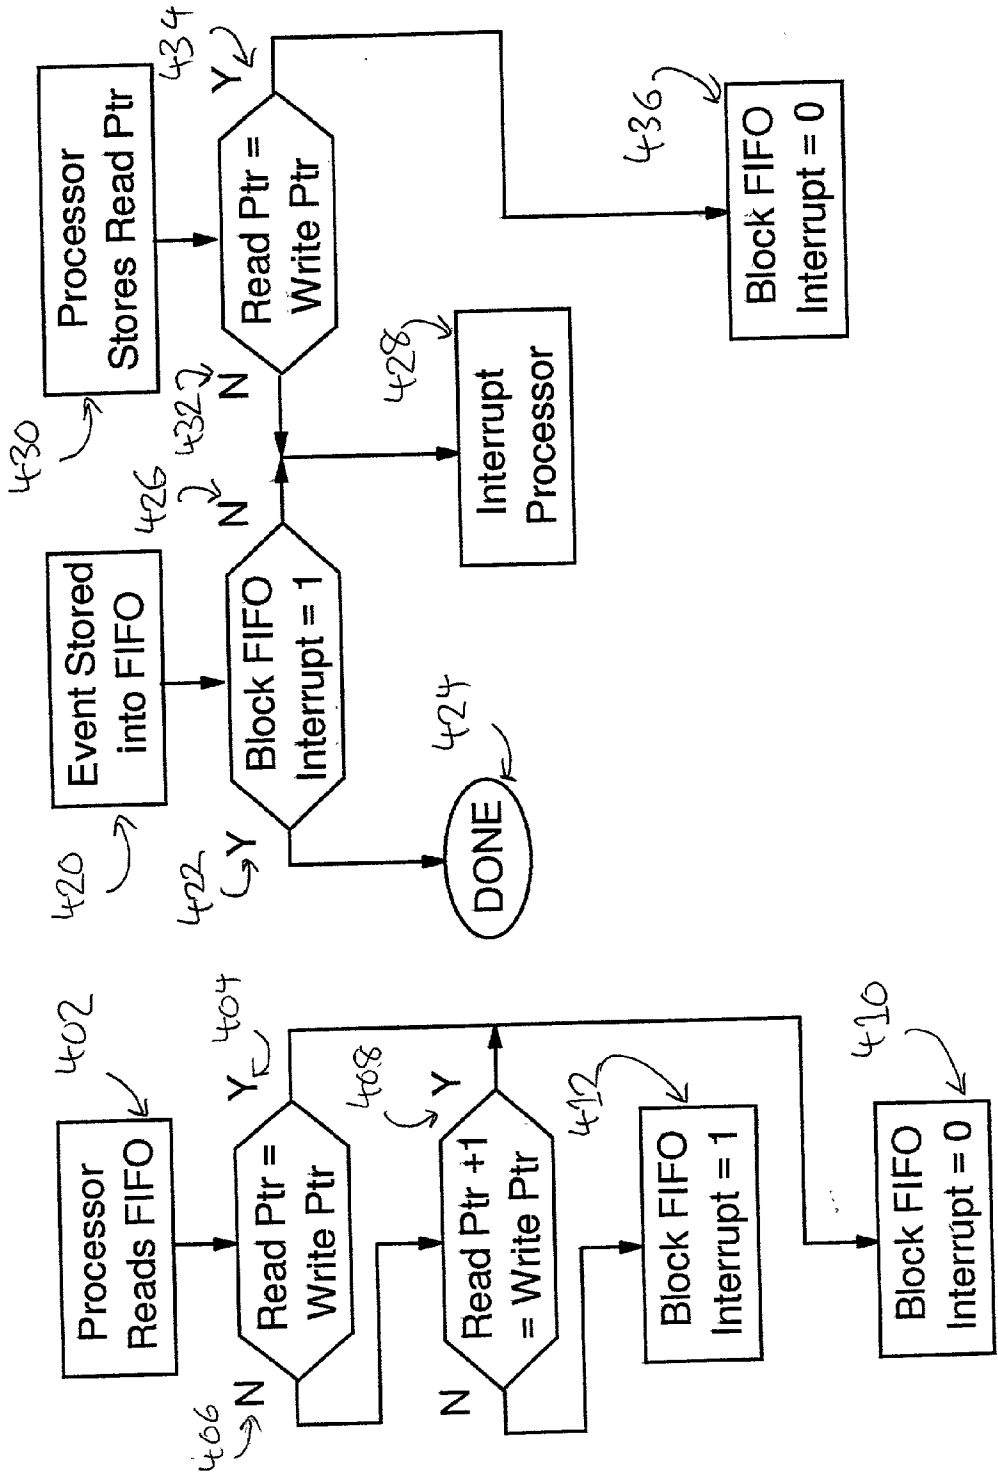 402
Processor
Reads FIFO
404
Y
Read Ptr =
Write Ptr
406
N
408
Y
Read Ptr +1
= Write Ptr
N
412
Block FIFO
Interrupt = 1
410
Block FIFO
Interrupt = 0
420
Event Stored
into FIFO
422
Y
Block FIFO
Interrupt = 1
426
N
424
DONE
428
Interrupt
Processor
430
Processor
Stores Read Ptr
432
N
Read Ptr =
Write Ptr
434
Y
436
Block FIFO
Interrupt = 0